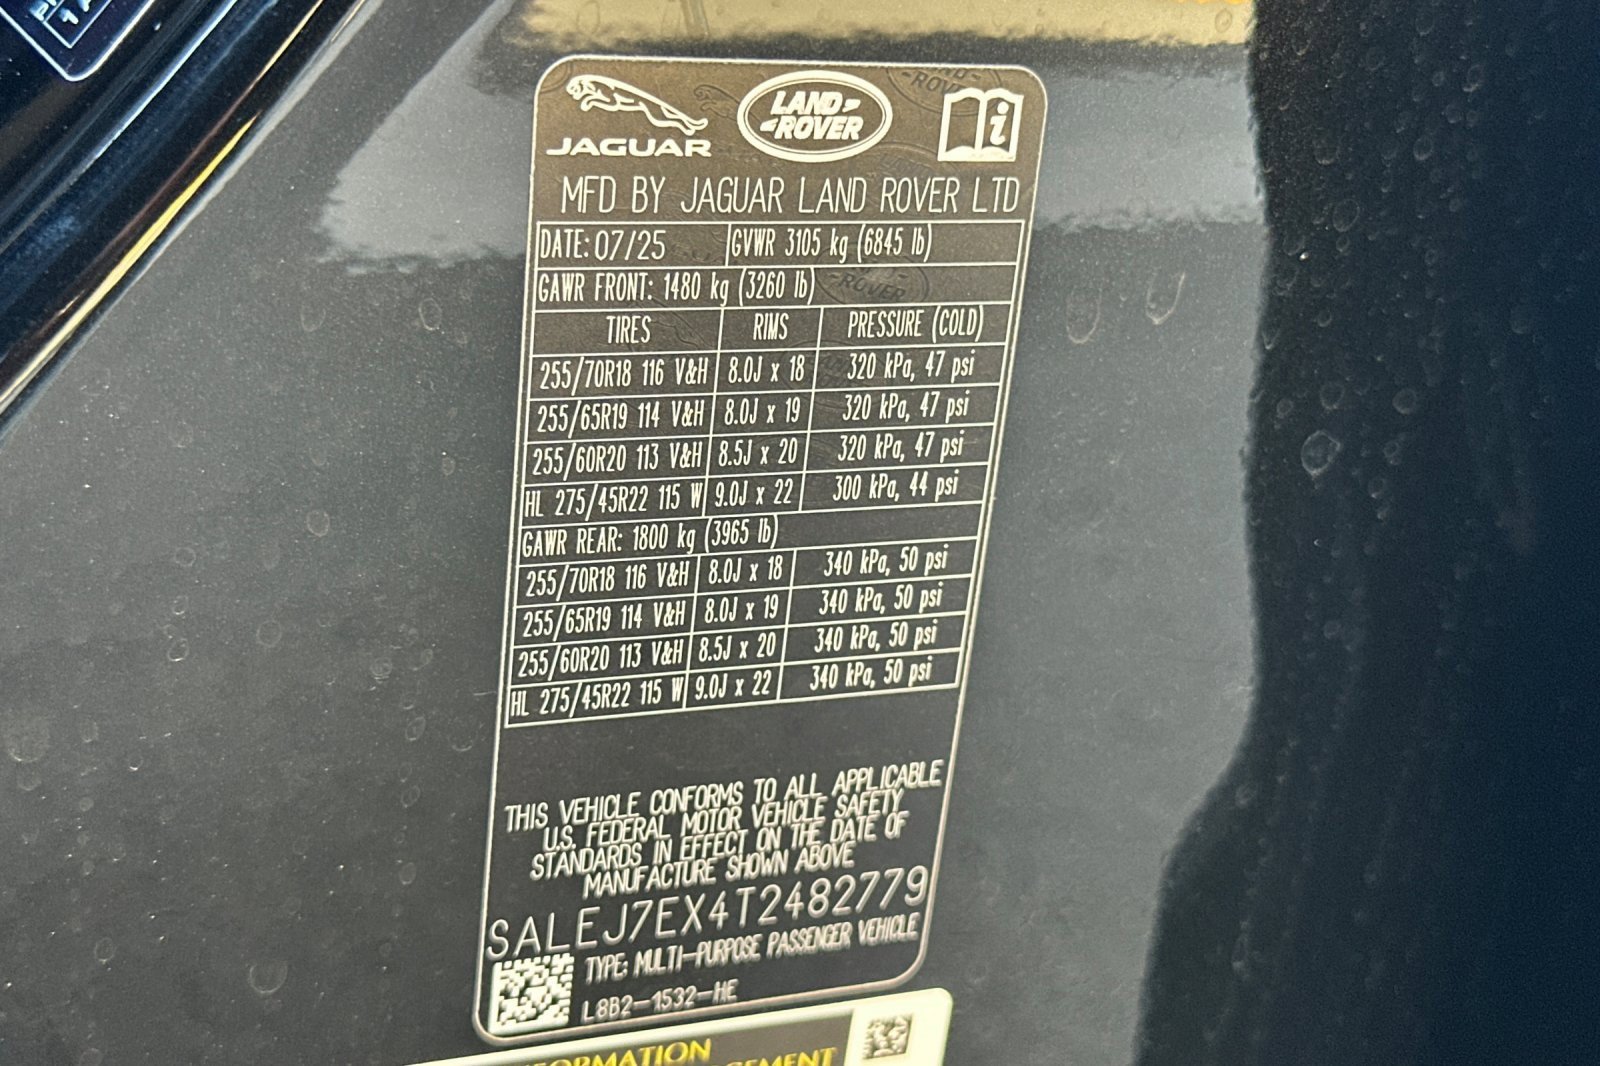 JAGUAR
LAND ROVER
MFD BY JAGUAR LAND ROVER LTD
DATE: 07/25 GVWR 3105 kg (6845 lb)
GAWR FRONT: 1480 kg (3260 lb)
TIRES RIMS PRESSURE (COLD)
255/70R18 116 V&H 8.0J x 18 320 kPa, 47 psi
255/65R19 114 V&H 8.0J x 19 320 kPa, 47 psi
255/60R20 113 V&H 8.5J x 20 320 kPa, 47 psi
HL 275/45R22 115 W 9.0J x 22 300 kPa, 44 psi
GAWR REAR: 1800 kg (3965 lb)
255/70R18 116 V&H 8.0J x 18 340 kPa, 50 psi
255/65R19 114 V&H 8.0J x 19 340 kPa, 50 psi
255/60R20 113 V&H 8.5J x 20 340 kPa, 50 psi
HL 275/45R22 115 W 9.0J x 22 340 kPa, 50 psi
THIS VEHICLE CONFORMS TO ALL APPLICABLE
U.S. FEDERAL MOTOR VEHICLE SAFETY
STANDARDS IN EFFECT ON THE DATE OF
MANUFACTURE SHOWN ABOVE
SALEJ7EX4T2482779
TYPE: MULTI-PURPOSE PASSENGER VEHICLE
L8B2-1532-HE